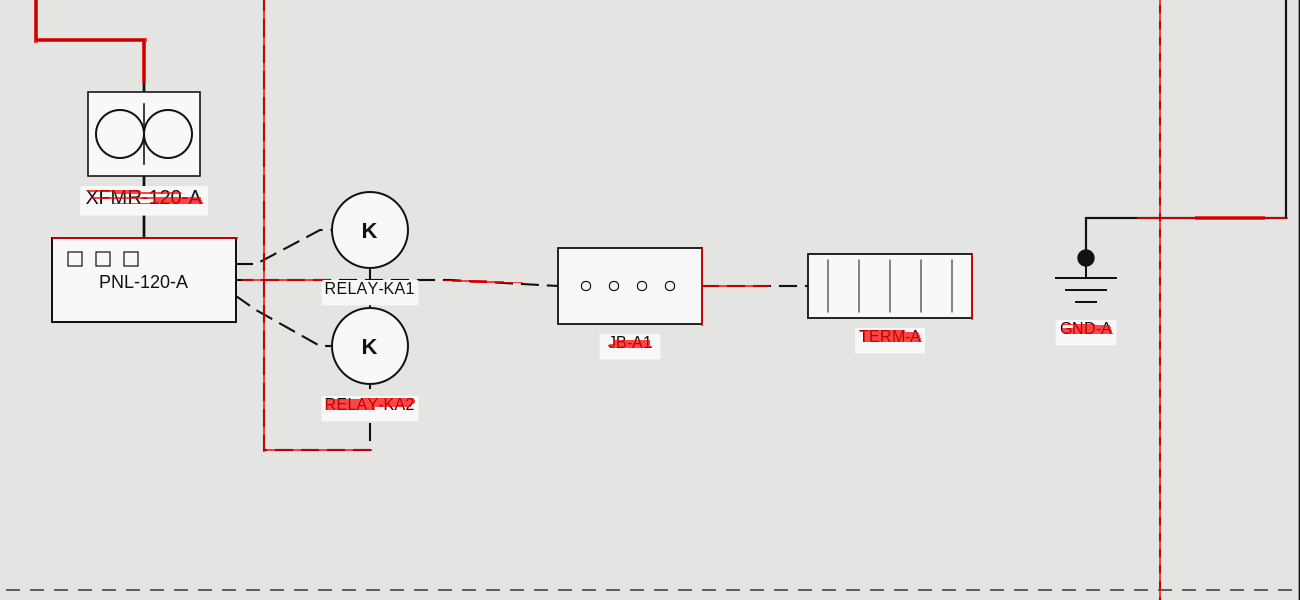 XFMR-120-A
PNL-120-A
K
RELAY-KA1
K
RELAY-KA2
JB-A1
TERM-A
GND-A